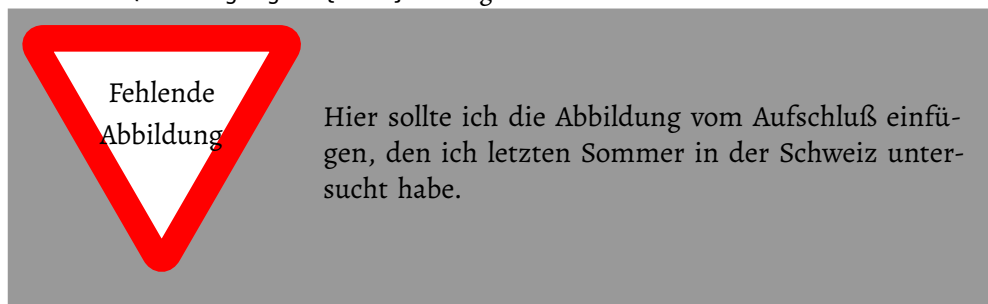 Fehlende
Abbildung
Hier sollte ich die Abbildung vom Aufschluß einfü-
gen, den ich letzten Sommer in der Schweiz unter-
sucht habe.